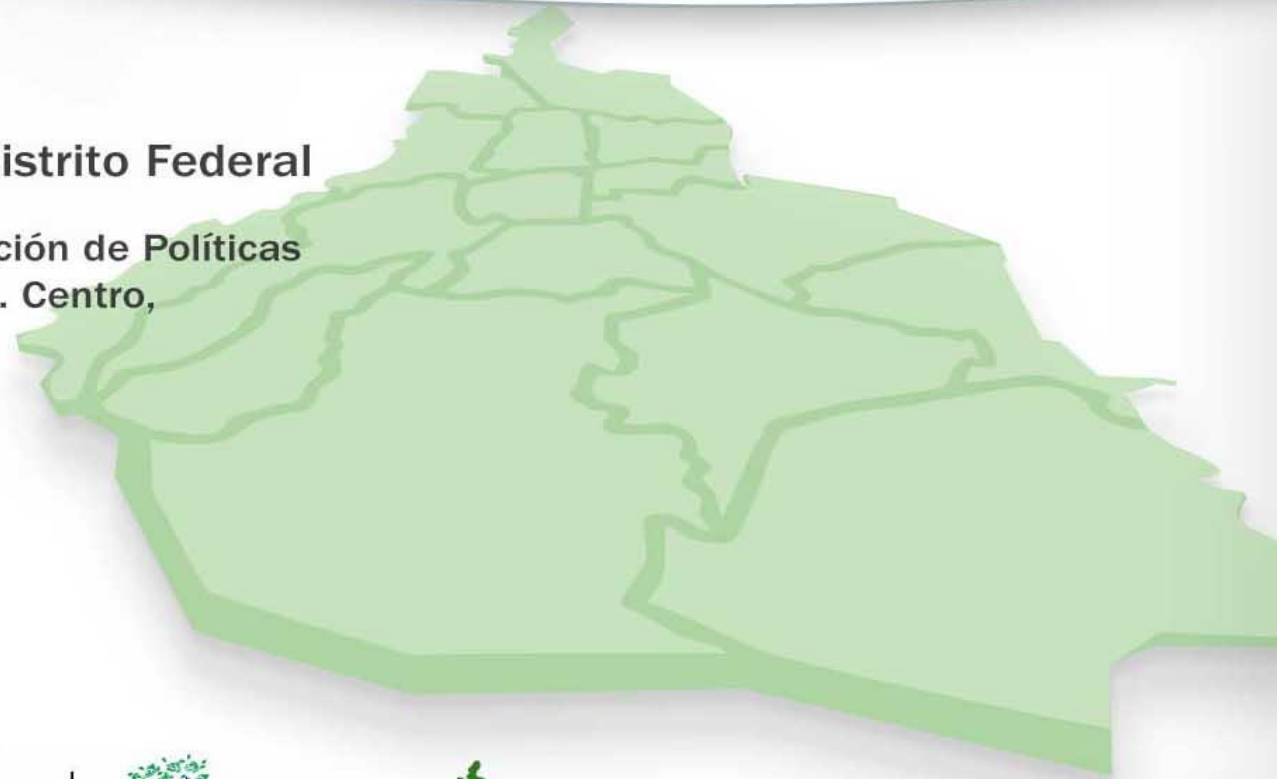 istrito Federal
ción de Políticas
. Centro,